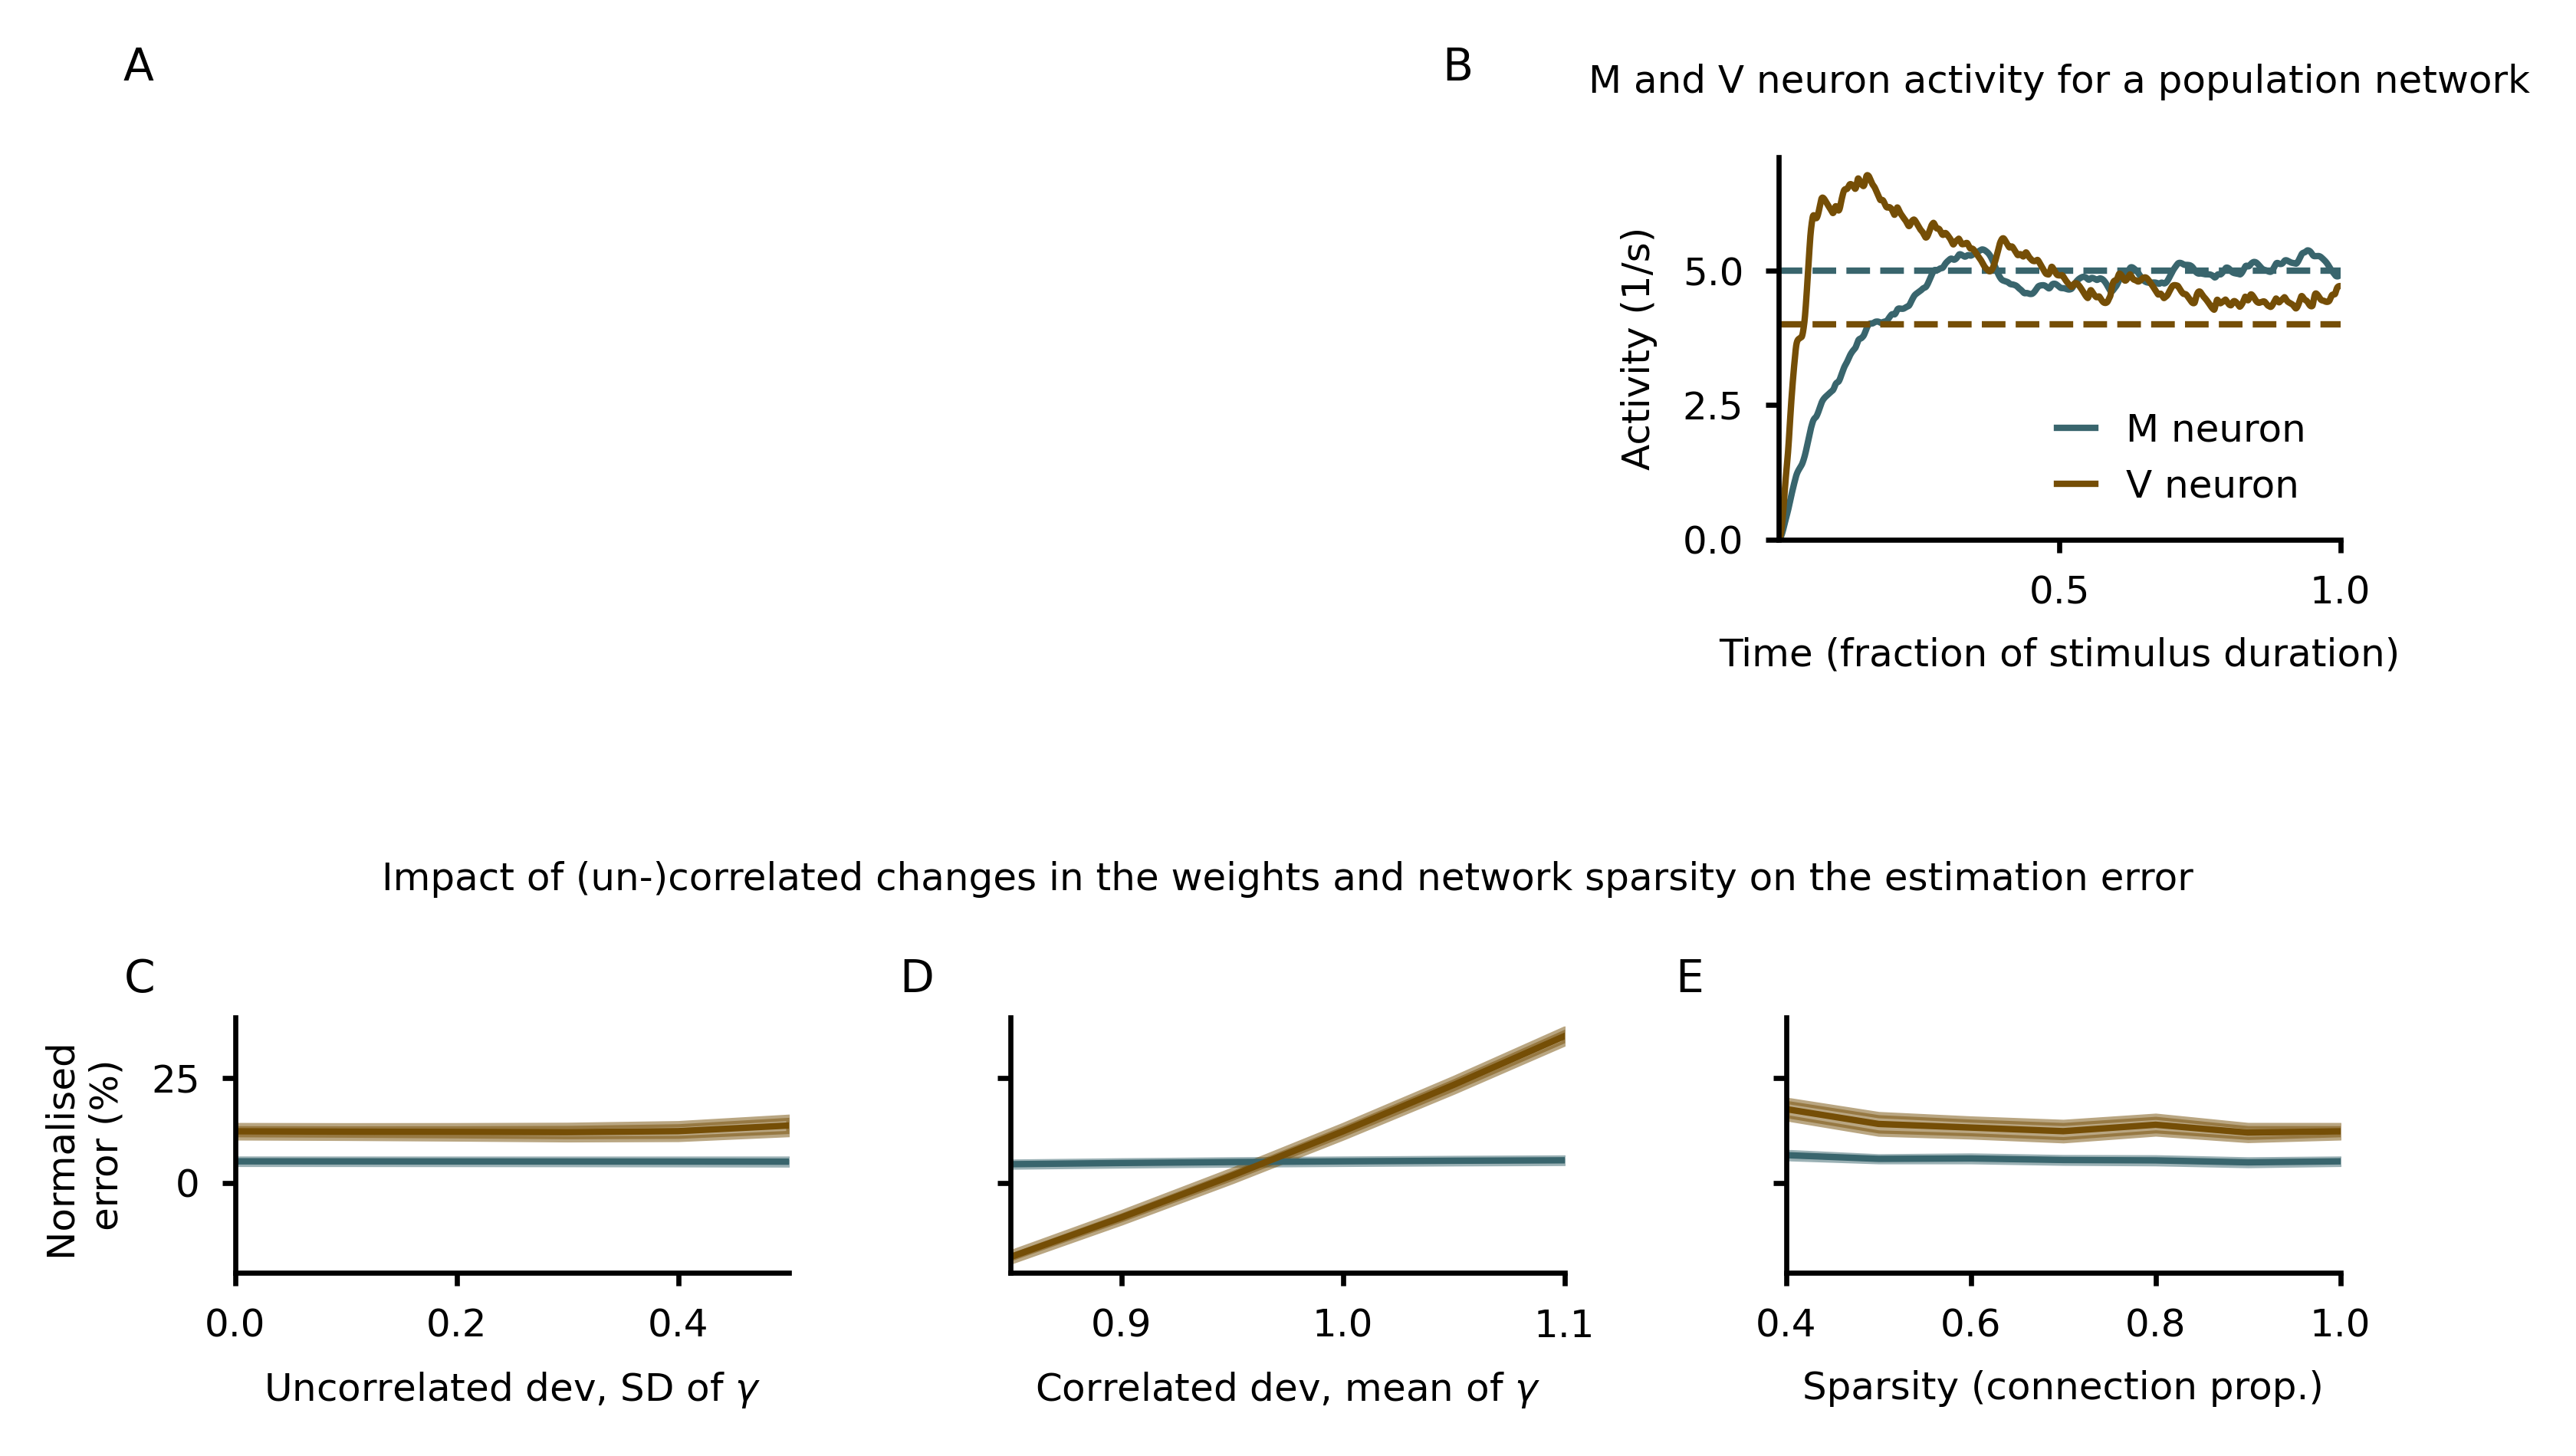 A
B
M and V neuron activity for a population network
Activity (1/s)
5.0
2.5
0.0
M neuron
V neuron
0.5
1.0
Time (fraction of stimulus duration)
Impact of (un-)correlated changes in the weights and network sparsity on the estimation error
C
Normalised
error (%)
25
0
0.0
0.2
0.4
Uncorrelated dev, SD of γ
D
0.9
1.0
1.1
Correlated dev, mean of γ
E
0.4
0.6
0.8
1.0
Sparsity (connection prop.)